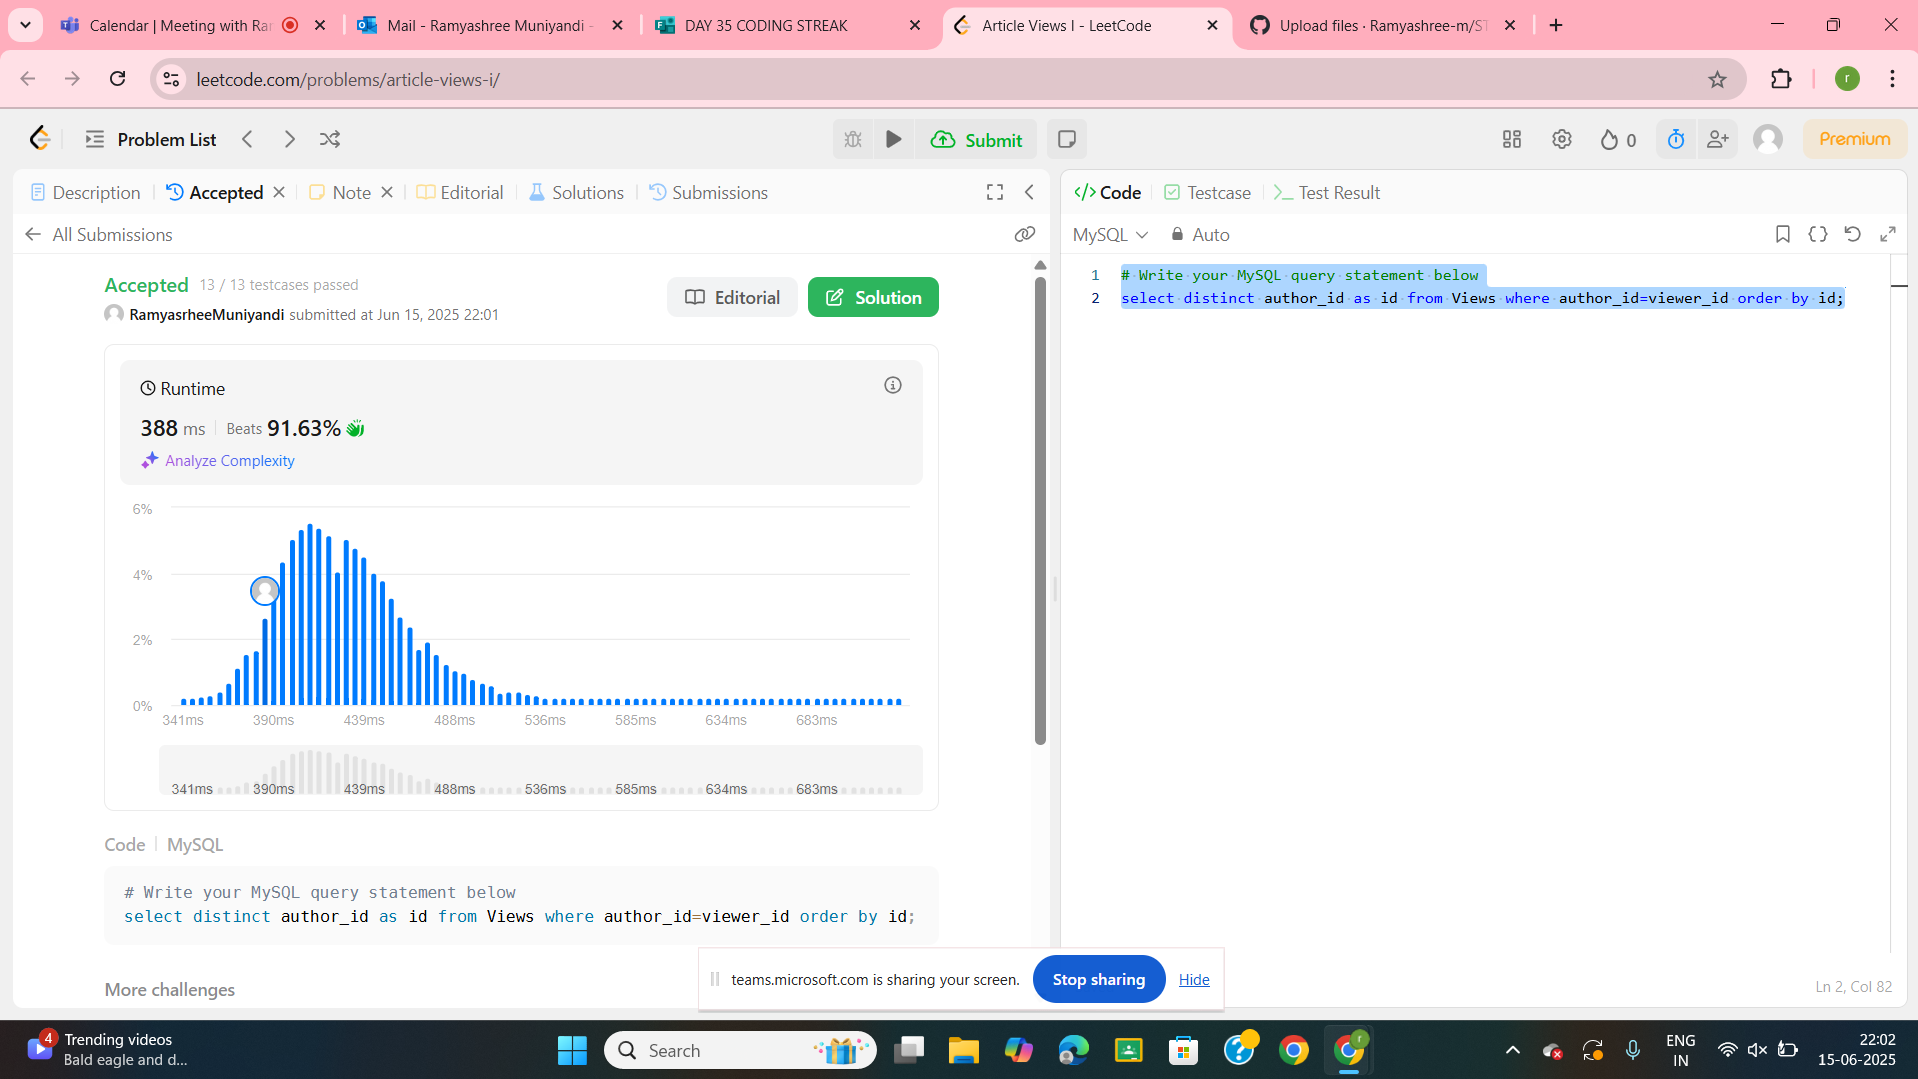 Calendar | Meeting with Rar
Mail - Ramyashree Muniyandi -
DAY 35 CODING STREAK
Article Views I - LeetCode
Upload files · Ramyashree-m/ST
leetcode.com/problems/article-views-i/
r
Problem List
Submit
0
Premium
Description
Accepted
Note
Editorial
Solutions
Submissions
</> Code
Testcase
Test Result
All Submissions
MySQL
Auto
Accepted 13 / 13 testcases passed
RamyasrheeMuniyandi submitted at Jun 15, 2025 22:01
Editorial
Solution
1 # Write your MySQL query statement below
2 select distinct author_id as id from Views where author_id=viewer_id order by id;
Runtime
388 ms Beats 91.63%
Analyze Complexity
6%
4%
2%
0%
341ms 390ms 439ms 488ms 536ms 585ms 634ms 683ms
341ms 390ms 439ms 488ms 536ms 585ms 634ms 683ms
Code MySQL
# Write your MySQL query statement below
select distinct author_id as id from Views where author_id=viewer_id order by id;
More challenges
teams.microsoft.com is sharing your screen. Stop sharing Hide
Ln 2, Col 82
4
Trending videos
Bald eagle and d...
Search
r
ENG
IN
22:02
15-06-2025